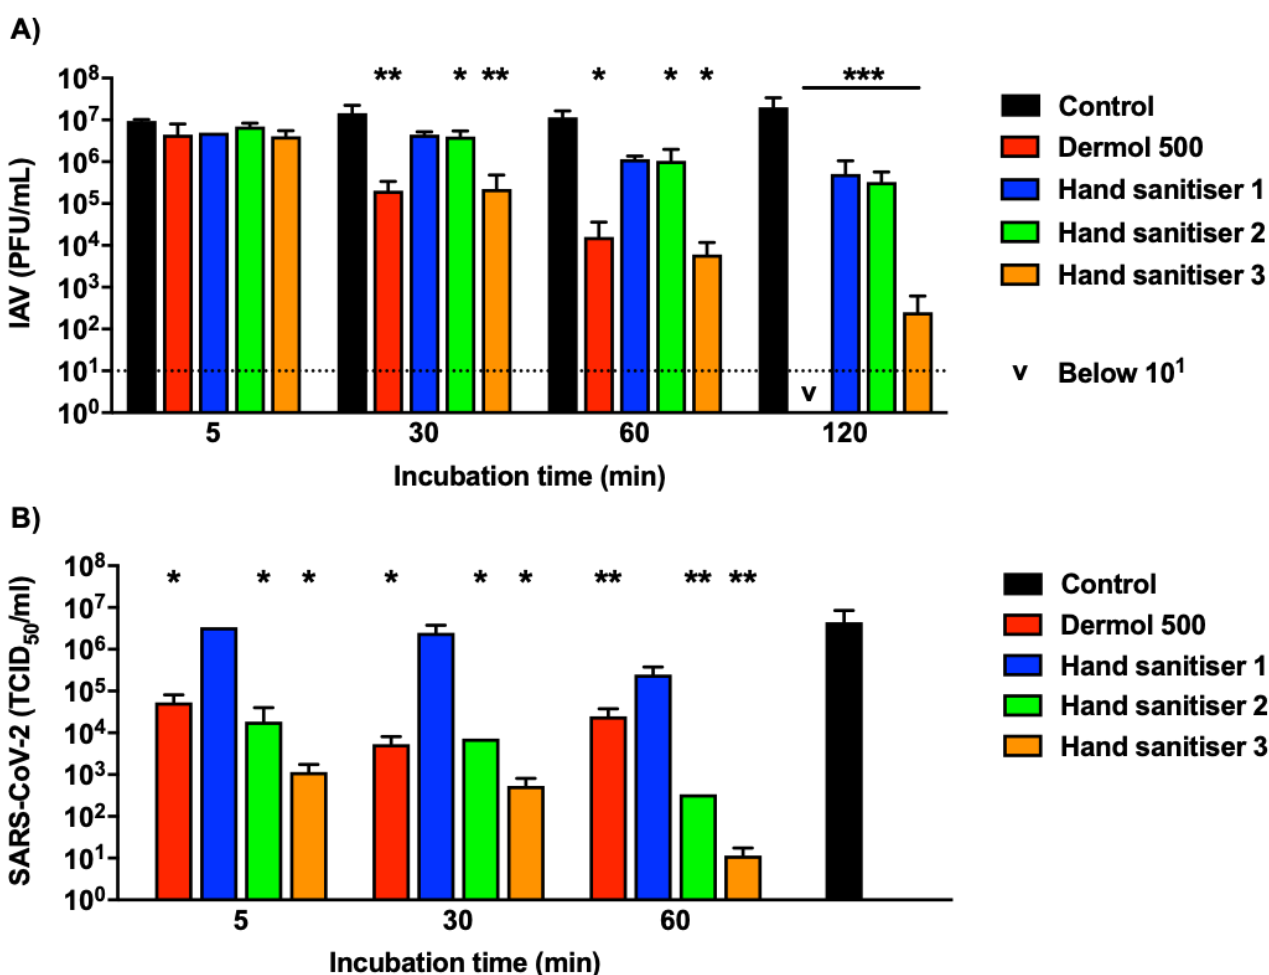 A)
** * ** * * * ***
10⁸
10⁷
10⁶
10⁵
10⁴
10³
10²
10¹
10⁰
IAV (PFU/mL)
v
5 30 60 120
Incubation time (min)
Control
Dermol 500
Hand sanitiser 1
Hand sanitiser 2
Hand sanitiser 3
v Below 10¹
B)
* * * * * * ** ** **
10⁸
10⁷
10⁶
10⁵
10⁴
10³
10²
10¹
10⁰
SARS-CoV-2 (TCID₅₀/ml)
5 30 60
Incubation time (min)
Control
Dermol 500
Hand sanitiser 1
Hand sanitiser 2
Hand sanitiser 3